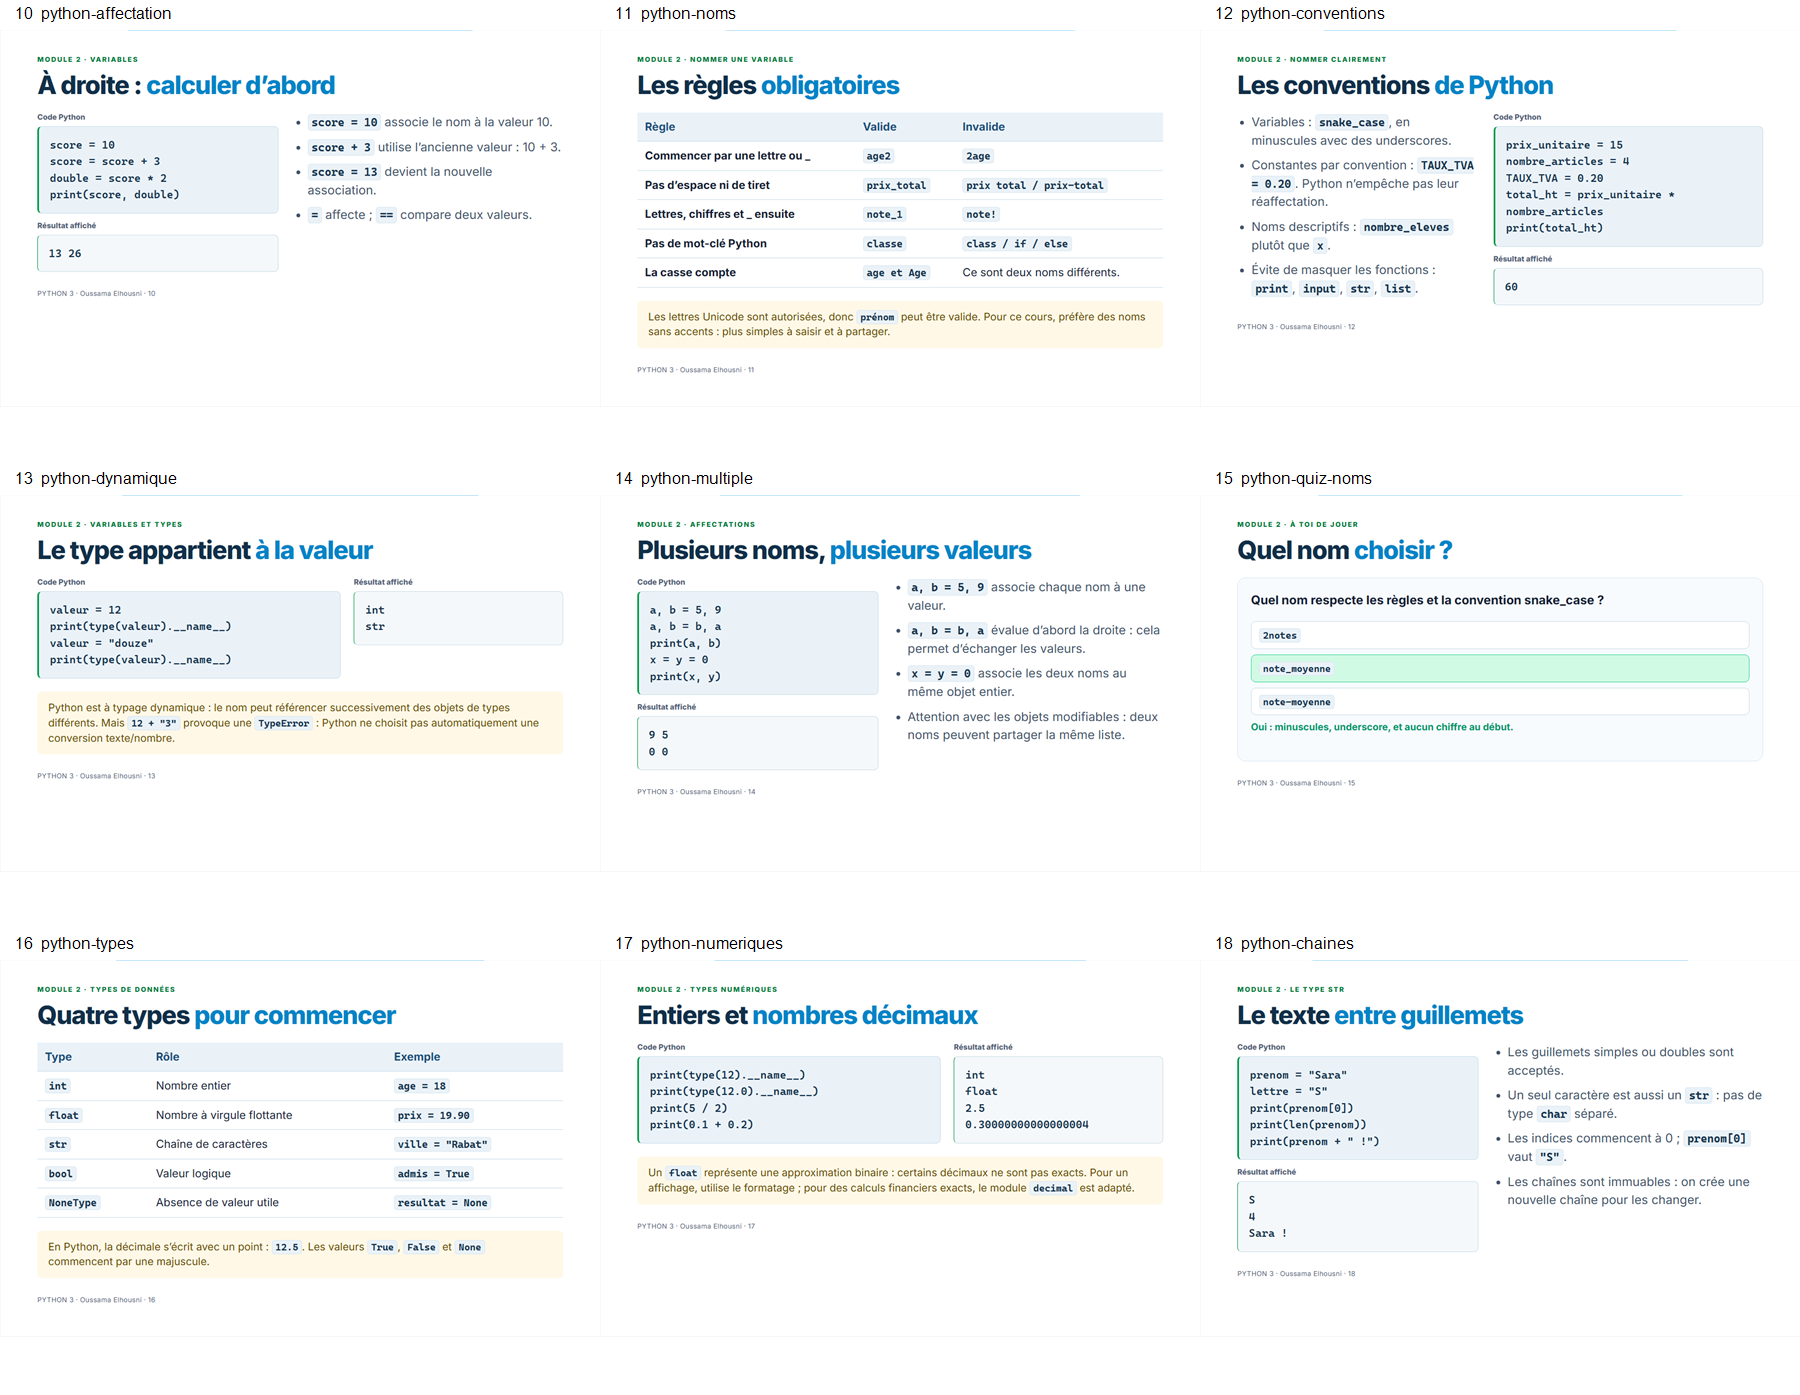 10 python-affectation
MODULE 2 · VARIABLES
À droite : calculer d’abord
Code Python
score = 10
score = score + 3
double = score * 2
print(score, double)
Résultat affiché
13 26
• score = 10 associe le nom à la valeur 10.
• score + 3 utilise l’ancienne valeur : 10 + 3.
• score = 13 devient la nouvelle
association.
• = affecte ; == compare deux valeurs.
PYTHON 3 · Oussama Elhousni · 10
11 python-noms
MODULE 2 · NOMMER UNE VARIABLE
Les règles obligatoires
Règle Valide Invalide
Commencer par une lettre ou _ age2 2age
Pas d’espace ni de tiret prix_total prix total / prix-total
Lettres, chiffres et _ ensuite note_1 note!
Pas de mot-clé Python classe class / if / else
La casse compte age et Age Ce sont deux noms différents.
Les lettres Unicode sont autorisées, donc prénom peut être valide. Pour ce cours, préfère des noms
sans accents : plus simples à saisir et à partager.
PYTHON 3 · Oussama Elhousni · 11
12 python-conventions
MODULE 2 · NOMMER CLAIREMENT
Les conventions de Python
• Variables : snake_case, en
minuscules avec des underscores.
• Constantes par convention : TAUX_TVA
= 0.20. Python n’empêche pas leur
réaffectation.
• Noms descriptifs : nombre_eleves
plutôt que x.
• Évite de masquer les fonctions :
print, input, str, list.
Code Python
prix_unitaire = 15
nombre_articles = 4
TAUX_TVA = 0.20
total_ht = prix_unitaire *
nombre_articles
print(total_ht)
Résultat affiché
60
PYTHON 3 · Oussama Elhousni · 12
13 python-dynamique
MODULE 2 · VARIABLES ET TYPES
Le type appartient à la valeur
Code Python
valeur = 12
print(type(valeur).__name__)
valeur = "douze"
print(type(valeur).__name__)
Résultat affiché
int
str
Python est à typage dynamique : le nom peut référencer successivement des objets de types
différents. Mais 12 + "3" provoque une TypeError : Python ne choisit pas automatiquement une
conversion texte/nombre.
PYTHON 3 · Oussama Elhousni · 13
14 python-multiple
MODULE 2 · AFFECTATIONS
Plusieurs noms, plusieurs valeurs
Code Python
a, b = 5, 9
a, b = b, a
print(a, b)
x = y = 0
print(x, y)
Résultat affiché
9 5
0 0
• a, b = 5, 9 associe chaque nom à une
valeur.
• a, b = b, a évalue d’abord la droite : cela
permet d’échanger les valeurs.
• x = y = 0 associe les deux noms au
même objet entier.
• Attention avec les objets modifiables : deux
noms peuvent partager la même liste.
PYTHON 3 · Oussama Elhousni · 14
15 python-quiz-noms
MODULE 2 · À TOI DE JOUER
Quel nom choisir ?
Quel nom respecte les règles et la convention snake_case ?
2notes
note_moyenne
note-moyenne
Oui : minuscules, underscore, et aucun chiffre au début.
PYTHON 3 · Oussama Elhousni · 15
16 python-types
MODULE 2 · TYPES DE DONNÉES
Quatre types pour commencer
Type Rôle Exemple
int Nombre entier age = 18
float Nombre à virgule flottante prix = 19.90
str Chaîne de caractères ville = "Rabat"
bool Valeur logique admis = True
NoneType Absence de valeur utile resultat = None
En Python, la décimale s’écrit avec un point : 12.5. Les valeurs True, False et None
commencent par une majuscule.
PYTHON 3 · Oussama Elhousni · 16
17 python-numeriques
MODULE 2 · TYPES NUMÉRIQUES
Entiers et nombres décimaux
Code Python
print(type(12).__name__)
print(type(12.0).__name__)
print(5 / 2)
print(0.1 + 0.2)
Résultat affiché
int
float
2.5
0.30000000000000004
Un float représente une approximation binaire : certains décimaux ne sont pas exacts. Pour un
affichage, utilise le formatage ; pour des calculs financiers exacts, le module decimal est adapté.
PYTHON 3 · Oussama Elhousni · 17
18 python-chaines
MODULE 2 · LE TYPE STR
Le texte entre guillemets
Code Python
prenom = "Sara"
lettre = "S"
print(prenom[0])
print(len(prenom))
print(prenom + " !")
Résultat affiché
S
4
Sara !
• Les guillemets simples ou doubles sont
acceptés.
• Un seul caractère est aussi un str : pas de
type char séparé.
• Les indices commencent à 0 ; prenom[0]
vaut "S".
• Les chaînes sont immuables : on crée une
nouvelle chaîne pour les changer.
PYTHON 3 · Oussama Elhousni · 18